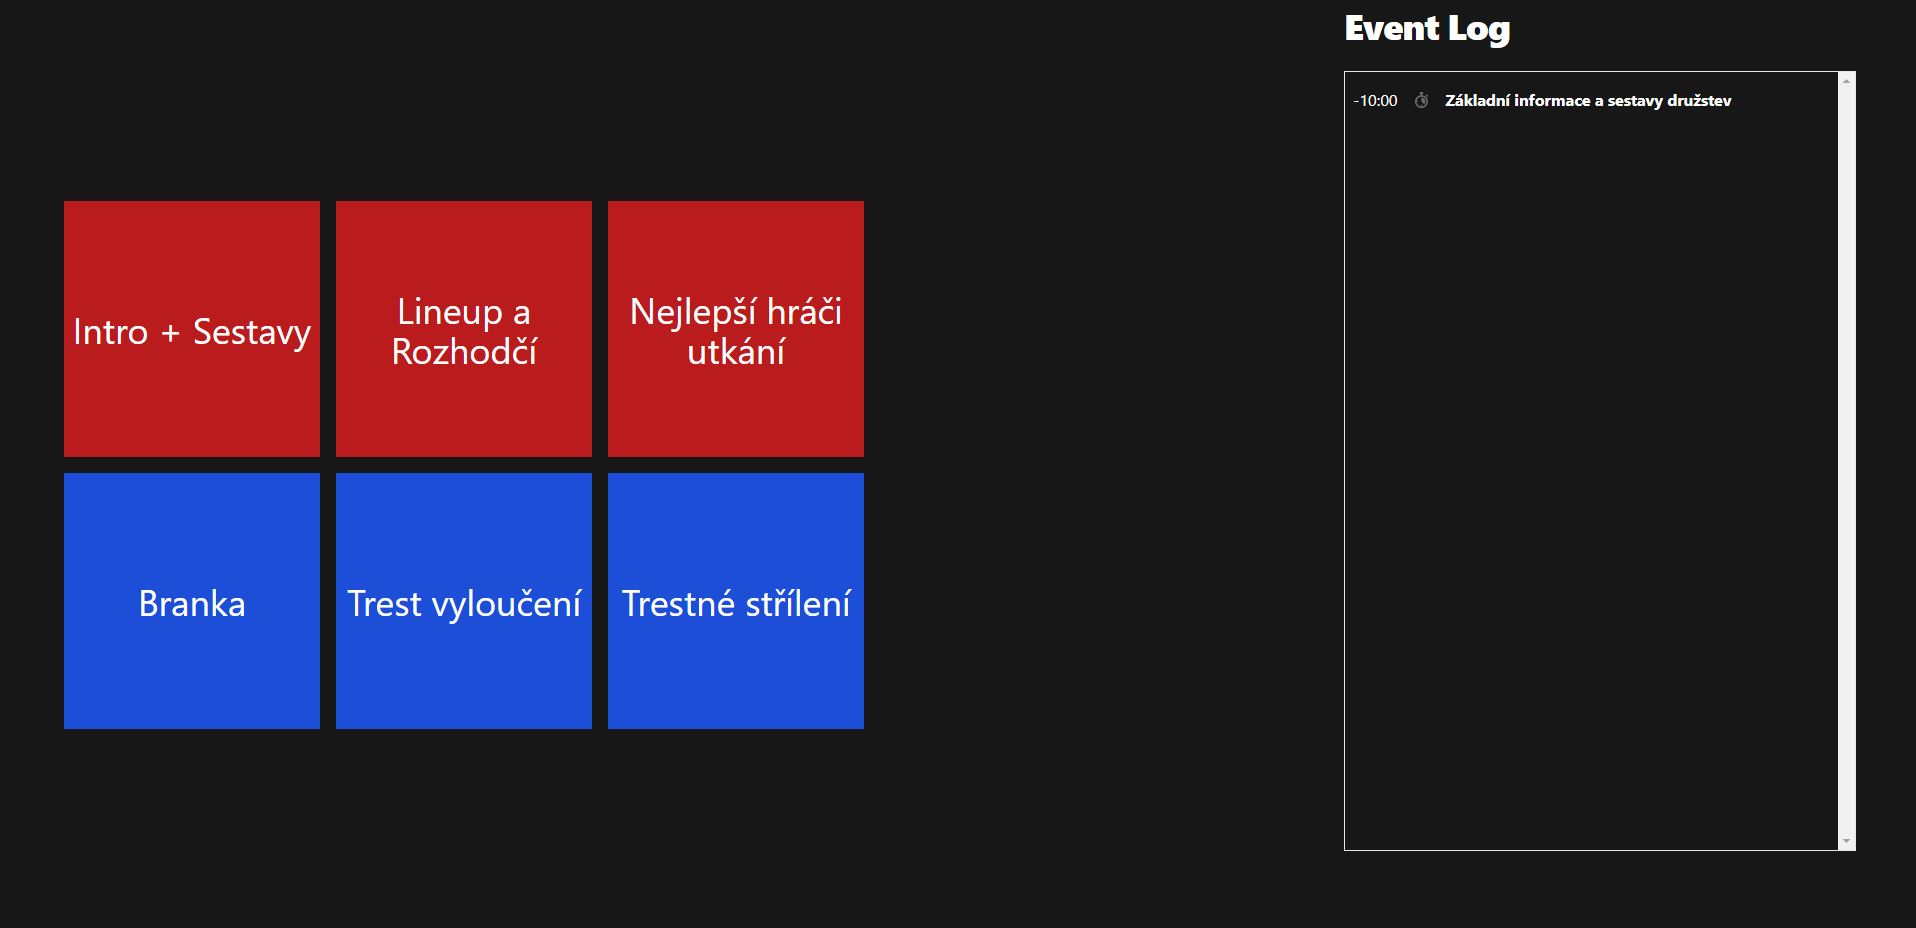 Event Log
-10:00 Základní informace a sestavy družstev
Intro + Sestavy
Lineup a
Rozhodčí
Nejlepší hráči
utkání
Branka
Trest vyloučení
Trestné střílení